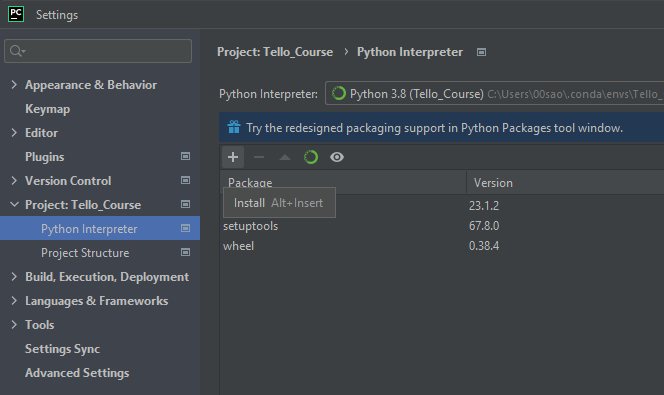 PC Settings
Project: Tello_Course › Python Interpreter
Appearance & Behavior
Python Interpreter: Python 3.8 (Tello_Course) C:\Users\00sao\.conda\envs\Tello_
Keymap
Editor
Try the redesigned packaging support in Python Packages tool window.
Plugins
Version Control
Package Version
Project: Tello_Course
Install Alt+Insert 23.1.2
Python Interpreter
setuptools 67.8.0
Project Structure
wheel 0.38.4
Build, Execution, Deployment
Languages & Frameworks
Tools
Settings Sync
Advanced Settings